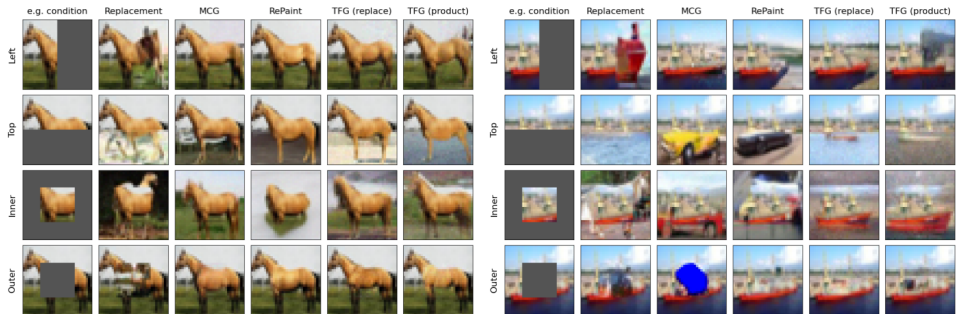 e.g. condition Replacement MCG RePaint TFG (replace) TFG (product) e.g. condition Replacement MCG RePaint TFG (replace) TFG (product)
Left Left
Top Top
Inner Inner
Outer Outer